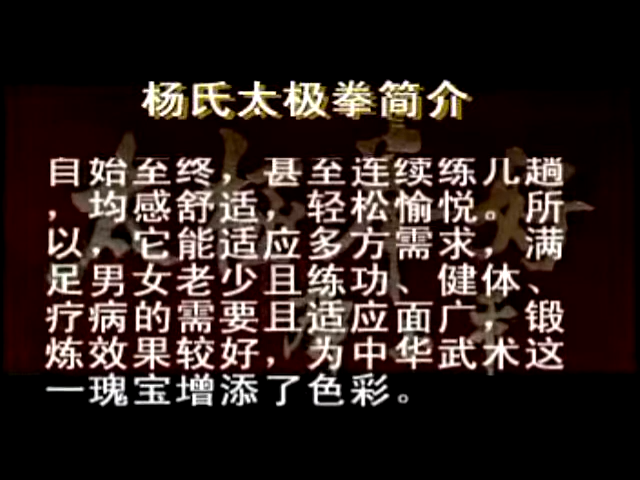 杨氏太极拳简介
自始至终，甚至连续练几趟
，均感舒适，轻松愉悦。所
以，它能适应多方需求，满
足男女老少且练功、健体、
疗病的需要且适应面广，锻
炼效果较好，为中华武术这
一瑰宝增添了色彩。